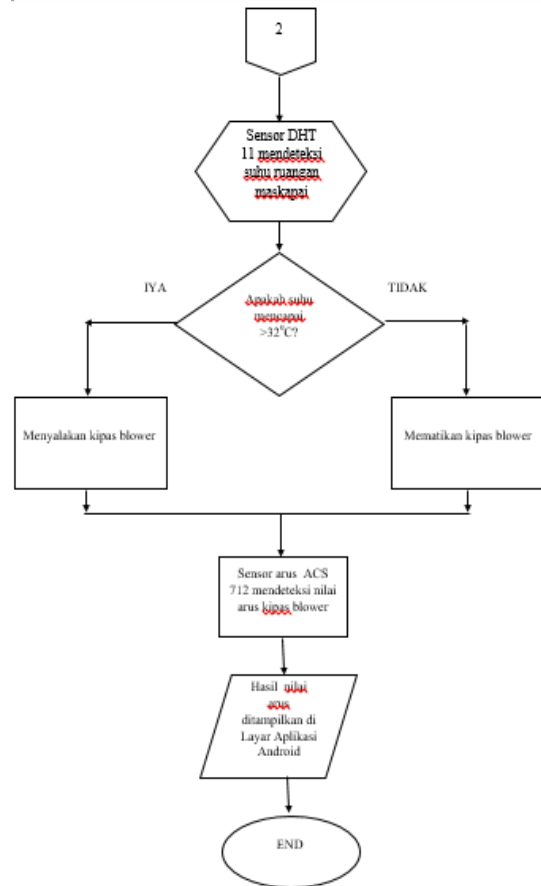 2
Sensor DHT
11 mendeteksi
suhu ruangan
maskapai
IYA
TIDAK
Apakah suhu
mencapai
>32°C?
Menyalakan kipas blower
Mematikan kipas blower
Sensor arus ACS
712 mendeteksi nilai
arus kipas blower
Hasil nilai
arus
ditampilkan di
Layar Aplikasi
Android
END